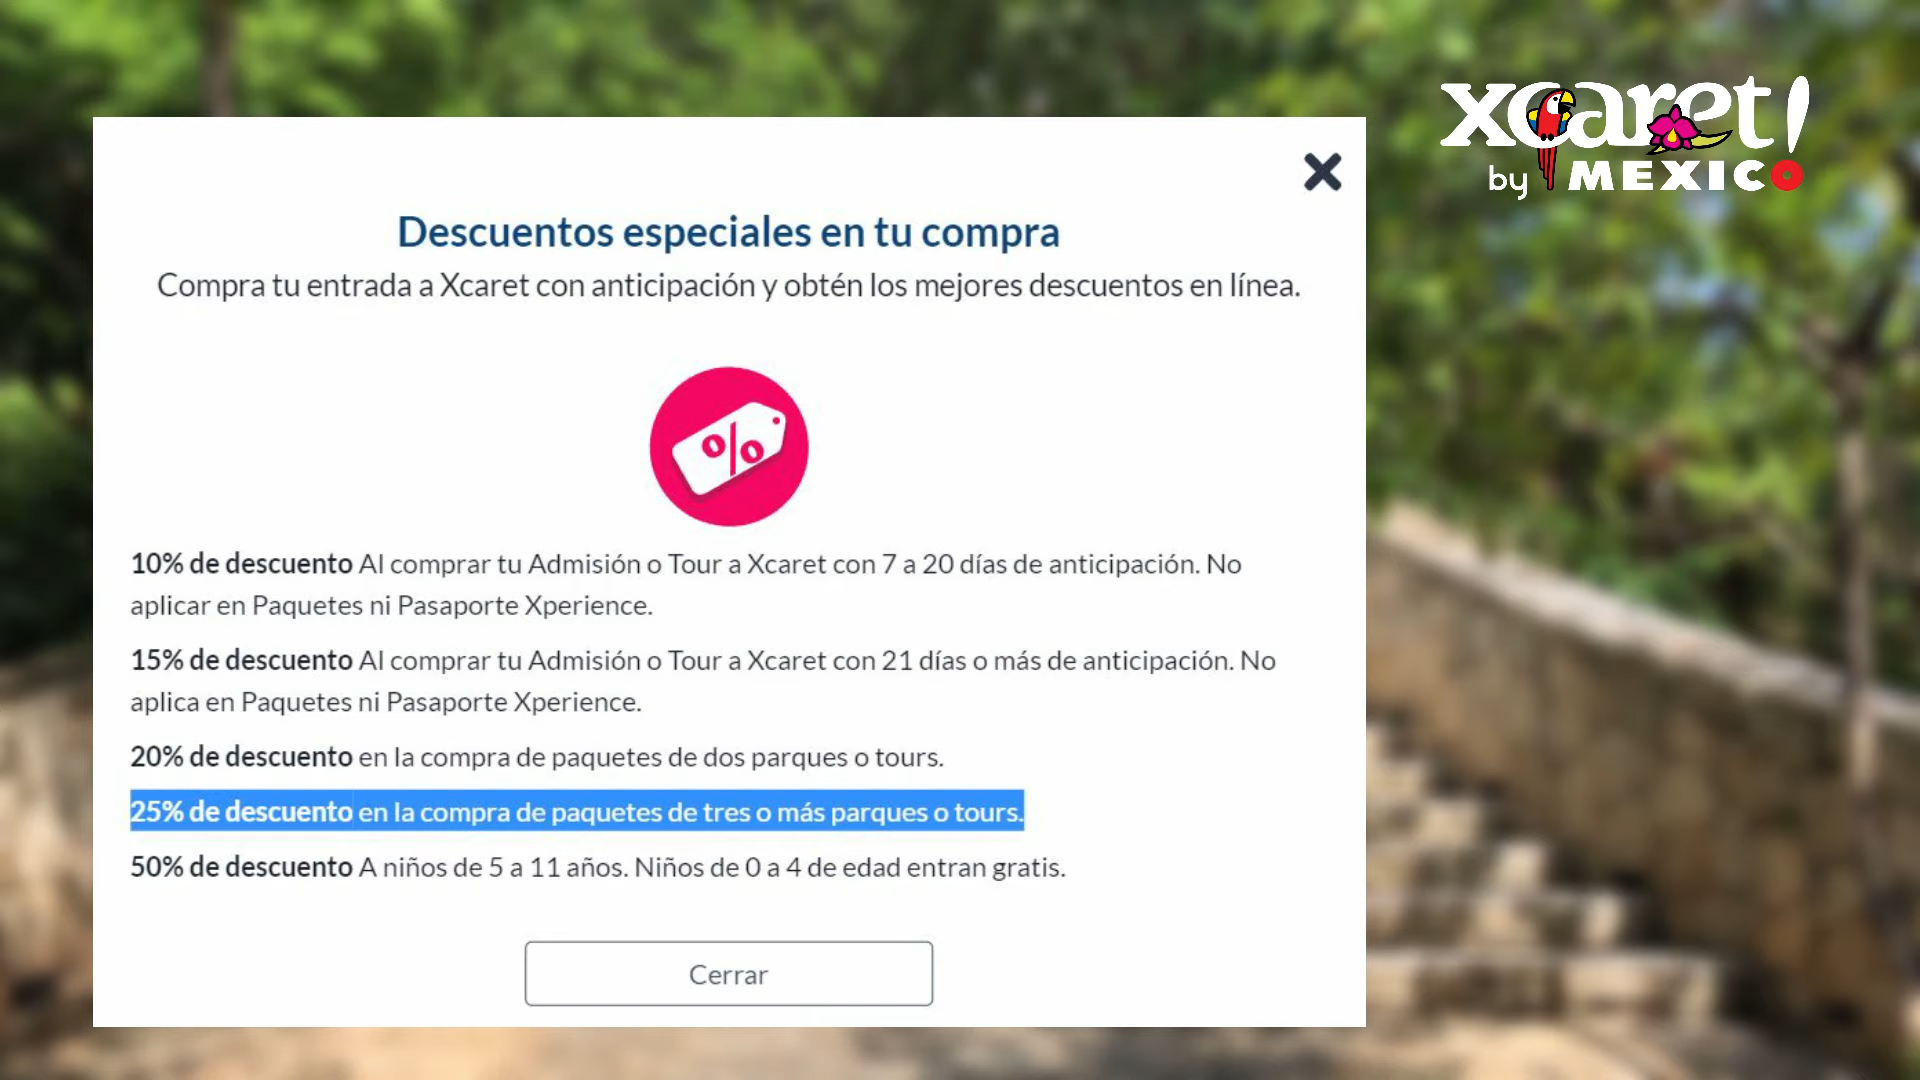 xcaret!
by MEXICO
Descuentos especiales en tu compra
Compra tu entrada a Xcaret con anticipación y obtén los mejores descuentos en línea.
%
10% de descuento Al comprar tu Admisión o Tour a Xcaret con 7 a 20 días de anticipación. No
aplicar en Paquetes ni Pasaporte Xperience.
15% de descuento Al comprar tu Admisión o Tour a Xcaret con 21 días o más de anticipación. No
aplica en Paquetes ni Pasaporte Xperience.
20% de descuento en la compra de paquetes de dos parques o tours.
25% de descuento en la compra de paquetes de tres o más parques o tours.
50% de descuento A niños de 5 a 11 años. Niños de 0 a 4 de edad entran gratis.
Cerrar